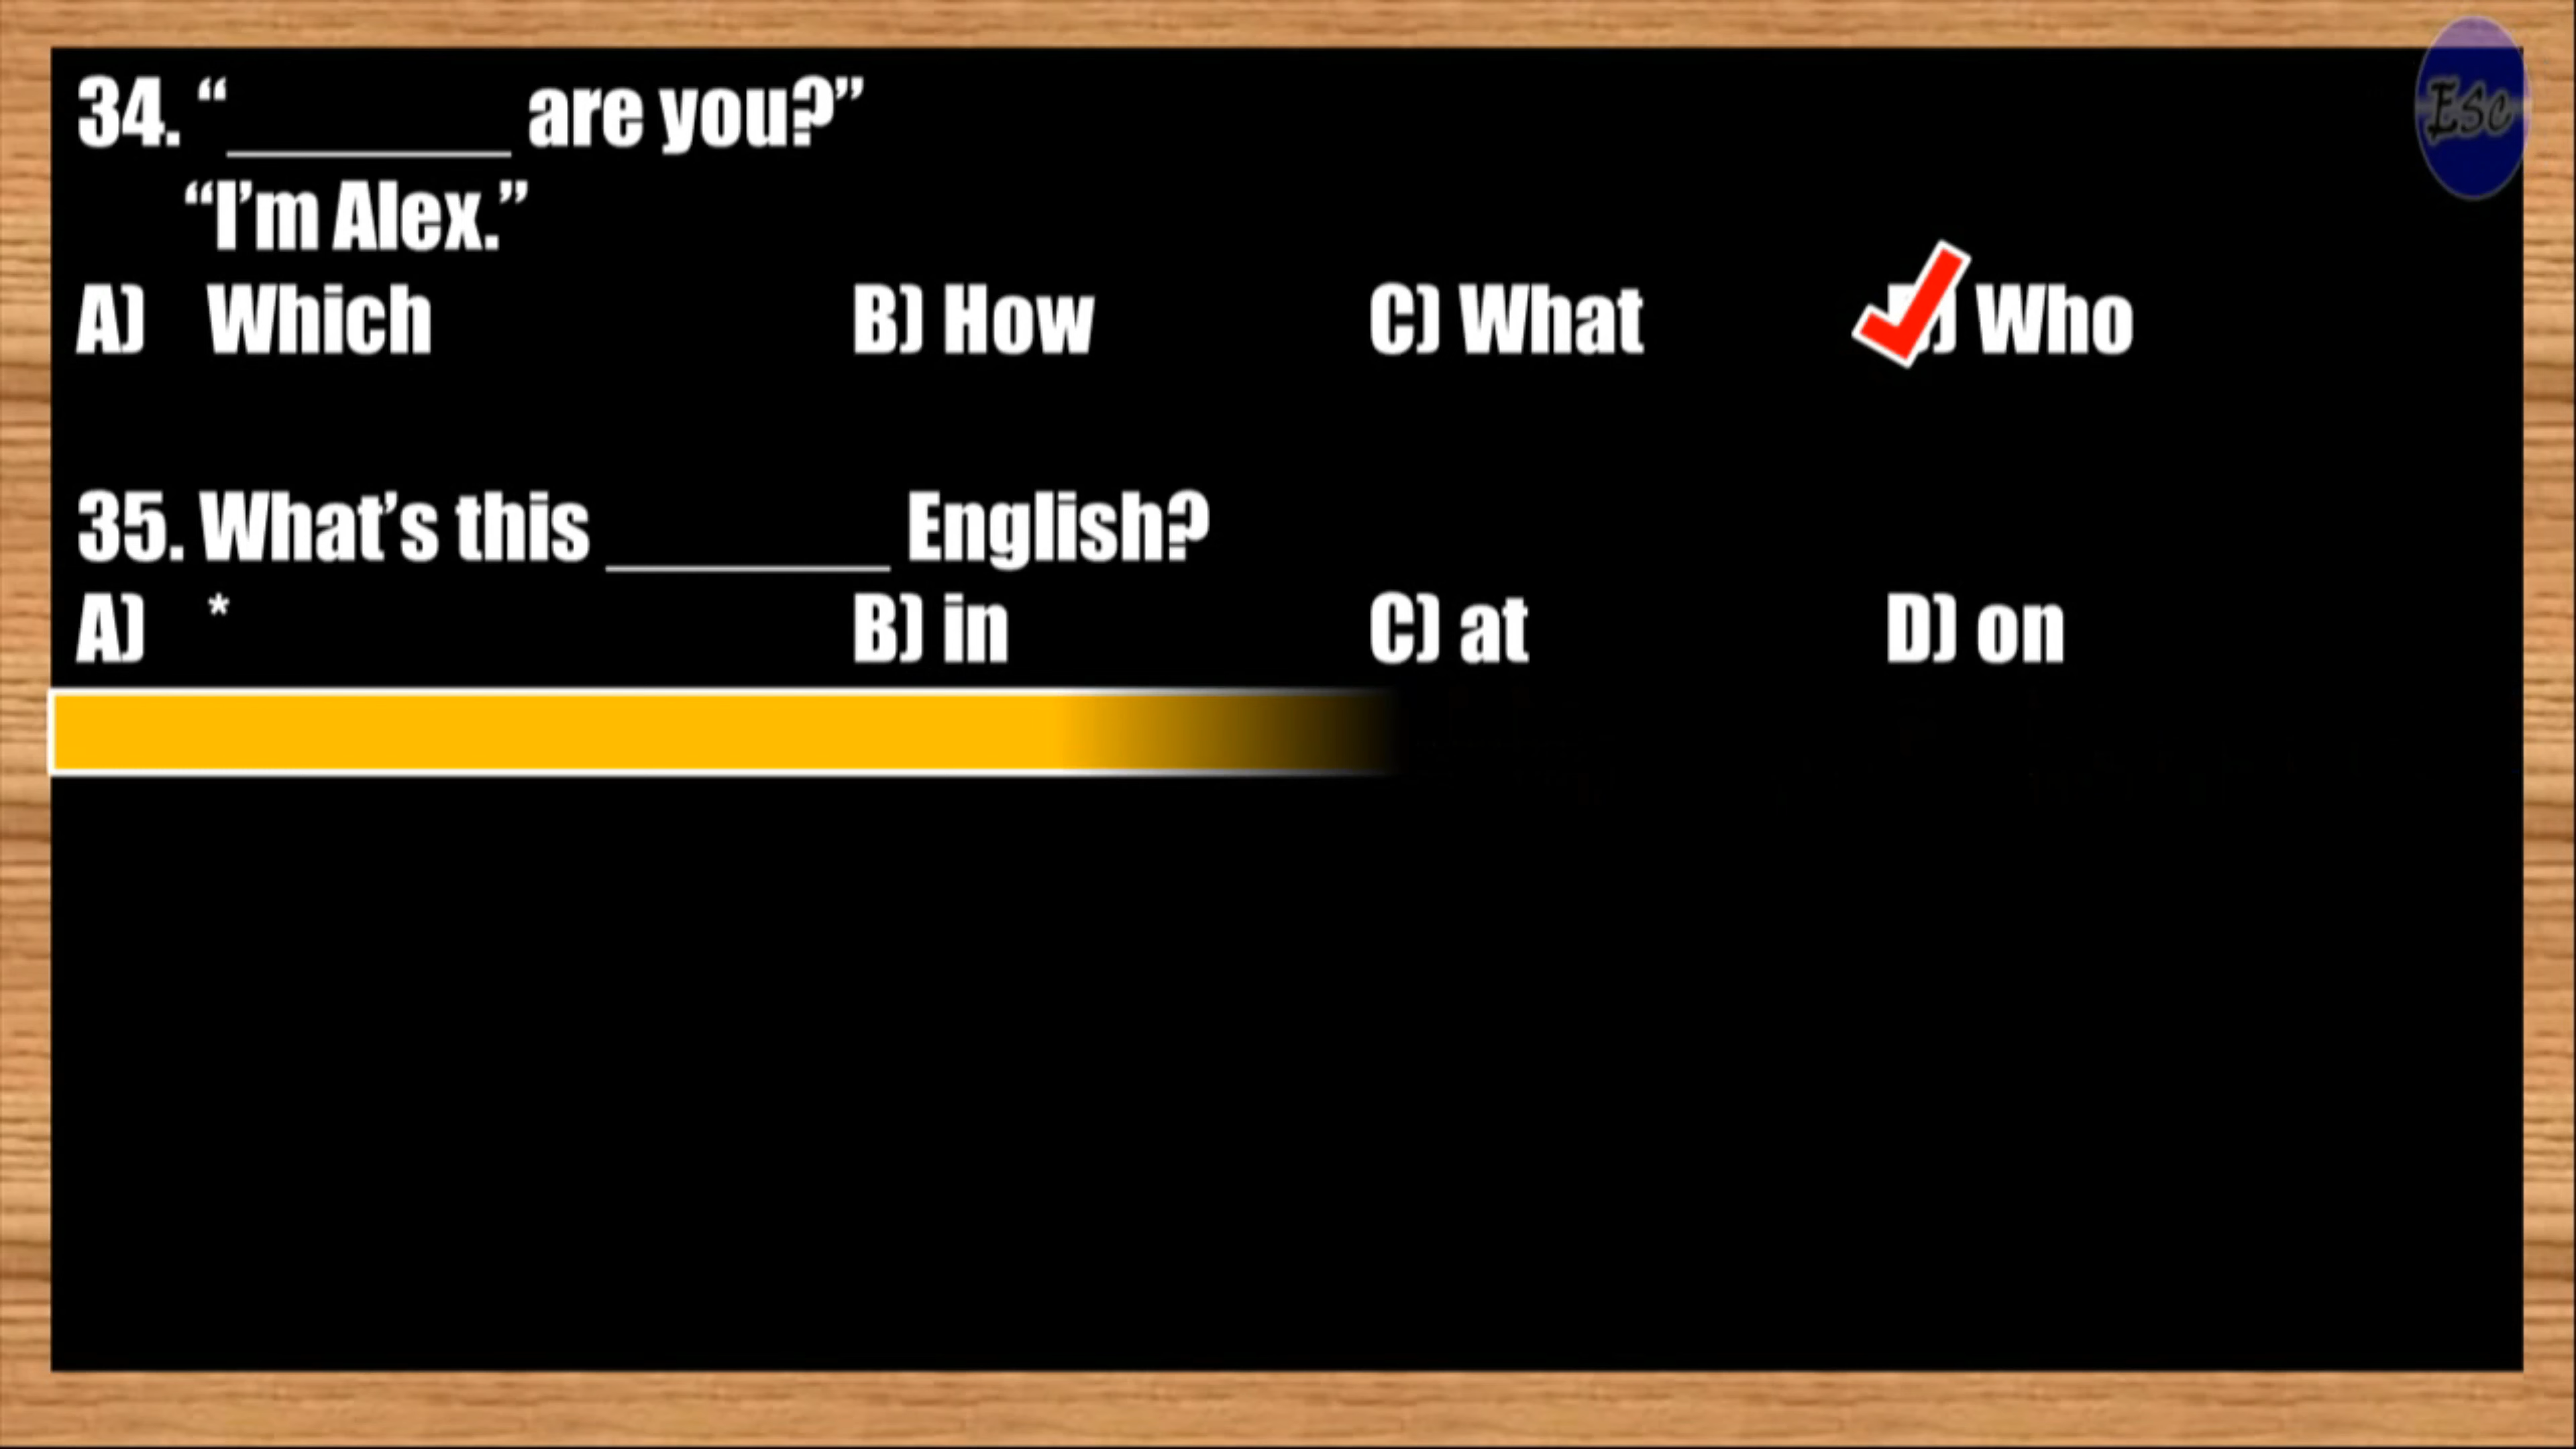 34. “________ are you?”
“I’m Alex.”
A) Which B) How C) What D) Who
35. What’s this ________ English?
A) * B) in C) at D) on
Esc